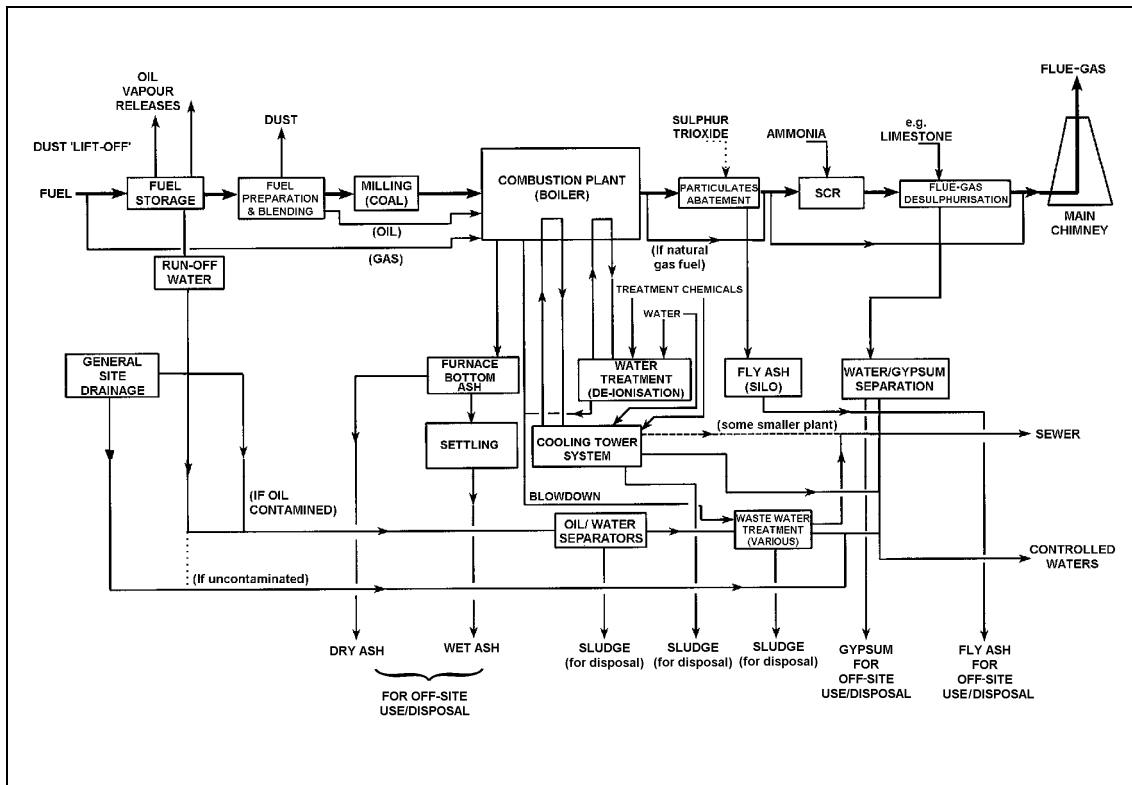 FLUE-GAS
OIL
VAPOUR
RELEASES
DUST
SULPHUR
TRIOXIDE
AMMONIA
e.g.
LIMESTONE
DUST 'LIFT-OFF'
FUEL
FUEL
STORAGE
FUEL
PREPARATION
& BLENDING
MILLING
(COAL)
COMBUSTION PLANT
(BOILER)
PARTICULATES
ABATEMENT
SCR
FLUE-GAS
DESULPHURISATION
MAIN
CHIMNEY
(OIL)
(GAS)
(If natural
gas fuel)
RUN-OFF
WATER
TREATMENT CHEMICALS
WATER
GENERAL
SITE
DRAINAGE
FURNACE
BOTTOM
ASH
WATER
TREATMENT
(DE-IONISATION)
FLY ASH
(SILO)
WATER/GYPSUM
SEPARATION
SETTLING
COOLING TOWER
SYSTEM
(some smaller plant)
SEWER
(IF OIL
CONTAMINED)
BLOWDOWN
OIL/ WATER
SEPARATORS
WASTE WATER
TREATMENT
(VARIOUS)
CONTROLLED
WATERS
(If uncontaminated)
DRY ASH
WET ASH
SLUDGE
(for disposal)
SLUDGE
(for disposal)
SLUDGE
(for disposal)
GYPSUM
FOR
OFF-SITE
USE/DISPOSAL
FLY ASH
FOR
OFF-SITE
USE/DISPOSAL
FOR OFF-SITE
USE/DISPOSAL